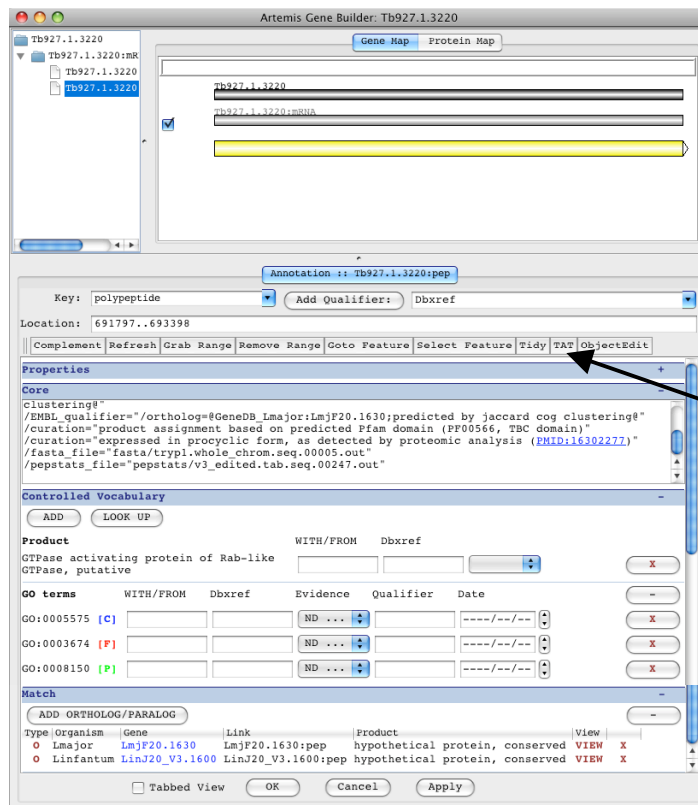 Artemis Gene Builder: Tb927.1.3220
Tb927.1.3220
Tb927.1.3220:mR
Tb927.1.3220
Tb927.1.3220
Gene Map Protein Map
Tb927.1.3220
Tb927.1.3220:mRNA
Annotation :: Tb927.1.3220:pep
Key: polypeptide Add Qualifier: Dbxref
Location: 691797..693398
Complement Refresh Grab Range Remove Range Goto Feature Select Feature Tidy TAT ObjectEdit
Properties +
Core -
clustering@"
/EMBL_qualifier="/ortholog=@GeneDB_Lmajor:LmjF20.1630;predicted by jaccard cog clustering@"
/curation="product assignment based on predicted Pfam domain (PF00566, TBC domain)"
/curation="expressed in procyclic form, as detected by proteomic analysis (PMID:16302277)"
/fasta_file="fasta/tryp1.whole_chrom.seq.00005.out"
/pepstats_file="pepstats/v3_edited.tab.seq.00247.out"
Controlled Vocabulary -
ADD LOOK UP
Product WITH/FROM Dbxref
GTPase activating protein of Rab-like
GTPase, putative X
GO terms WITH/FROM Dbxref Evidence Qualifier Date -
GO:0005575 [C] ND ... ----/--/-- X
GO:0003674 [F] ND ... ----/--/-- X
GO:0008150 [P] ND ... ----/--/-- X
Match -
ADD ORTHOLOG/PARALOG -
Type Organism Gene Link Product View
O Lmajor LmjF20.1630 LmjF20.1630:pep hypothetical protein, conserved VIEW X
O Linfantum LinJ20_V3.1600 LinJ20_V3.1600:pep hypothetical protein, conserved VIEW X
Tabbed View OK Cancel Apply